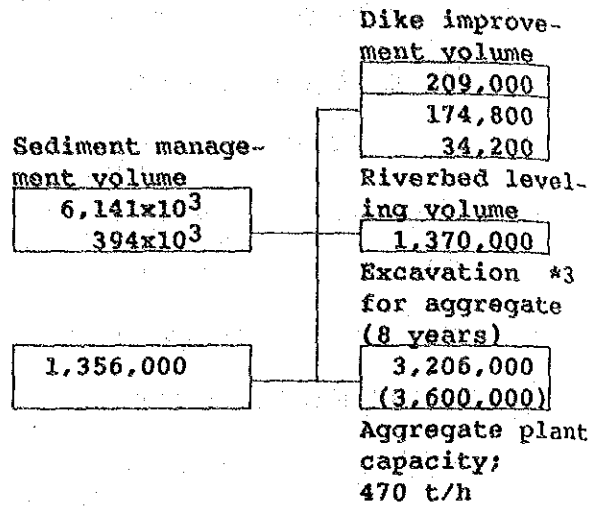 Dike improve-
ment volume
209,000
174,800
34,200
Sediment manage-
ment volume
6,141x10³
394x10³
Riverbed level-
ing volume
1,370,000
Excavation *3
for aggregate
(8 years)
1,356,000
3,206,000
(3,600,000)
Aggregate plant
capacity;
470 t/h